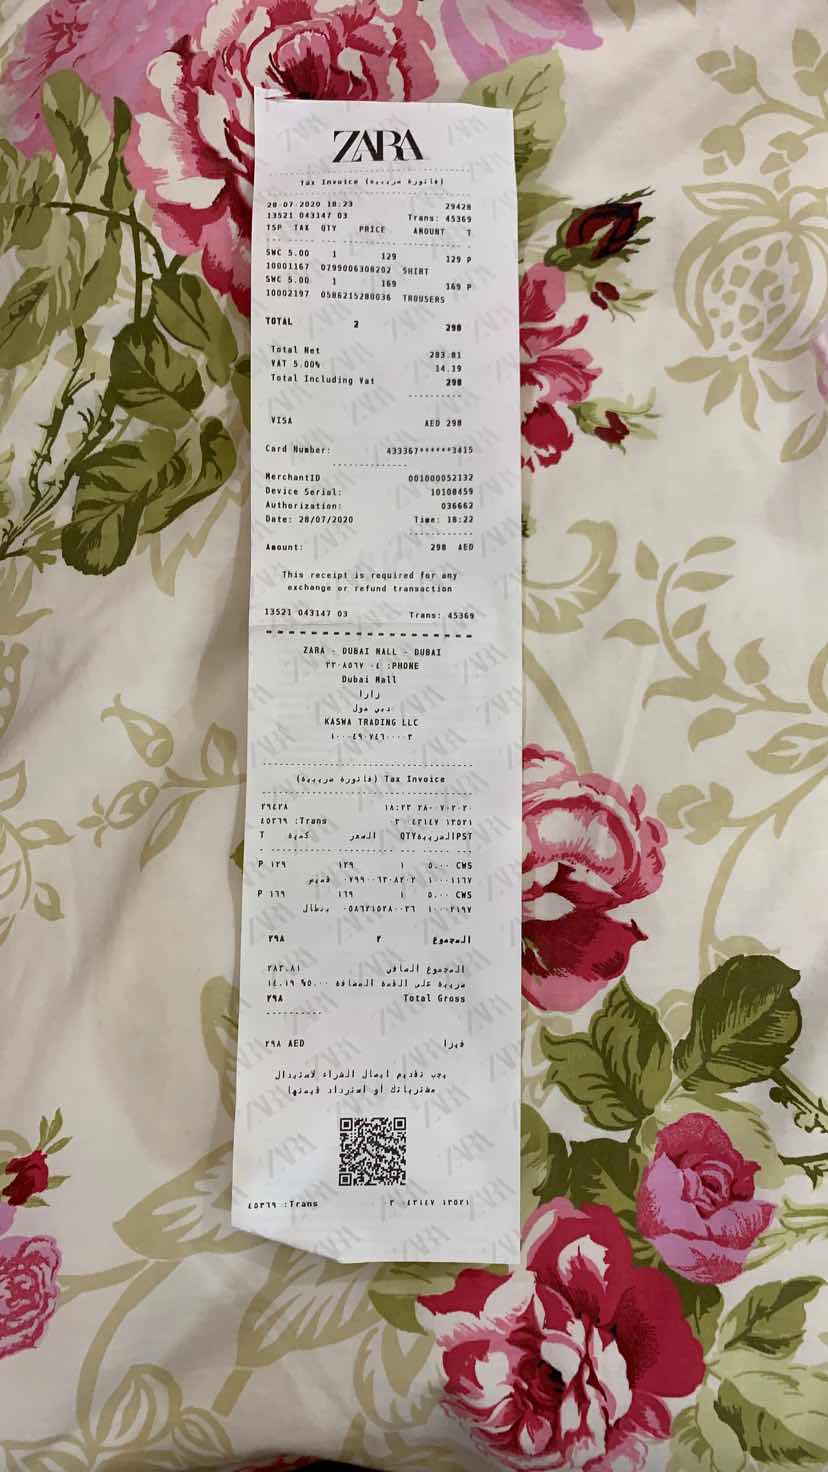 ZARA
Tax Invoice (فاتورة ضريبية)
28-07-2020 18:23 29428
13521 043147 03 Trans: 45369
TSP TAX QTY PRICE AMOUNT T
SWC 5.00 1 129 129 P
10001167 0799006308202 SHIRT
SWC 5.00 1 169 169 P
10002197 0586215280036 TROUSERS
TOTAL 2 298
Total Net 283.81
VAT 5.00% 14.19
Total Including Vat 298
VISA AED 298
Card Number: 433367*****3415
MerchantID 001000052132
Device Serial: 10100459
Authorization: 036662
Date: 28/07/2020 Time: 18:22
Amount: 298 AED
This receipt is required for any
exchange or refund transaction
13521 043147 03 Trans: 45369
ZARA - DUBAI MALL - DUBAI
٣٣٠٨٥٦٧ ٠٤ :PHONE
Dubai Mall
زارا
دبي مول
KASWA TRADING LLC
١٠٠٠٤٩٠٧٤٦٠٠٠٠٣
(فاتورة ضريبية) Tax Invoice
٢٩٤٢٨ ١٨:٢٣ ٢٨-٠٧-٢٠٢٠
٤٥٣٦٩ :Trans ٠٣ ٠٤٣١٤٧ ١٣٥٢١
T كمية السعر QTYالضريبةPST
P ١٢٩ ١٢٩ ١ ٥.٠٠ CWS
قميص ٠٧٩٩٠٠٦٣٠٨٢٠٢ ١٠٠٠١١٦٧
P ١٦٩ ١٦٩ ١ ٥.٠٠ CWS
بنطال ٠٥٨٦٢١٥٢٨٠٠٣٦ ١٠٠٠٢١٩٧
٢٩٨ ٢ المجموع
٢٨٣.٨١ المجموع الصافي
١٤.١٩ %٥.٠٠ ضريبة على القيمة المضافة
٢٩٨ Total Gross
٢٩٨ AED فيزا
يجب تقديم ايصال الشراء لاستبدال
مشترياتك أو استرداد قيمتها
٤٥٣٦٩ :Trans ٠٣ ٠٤٣١٤٧ ١٣٥٢١